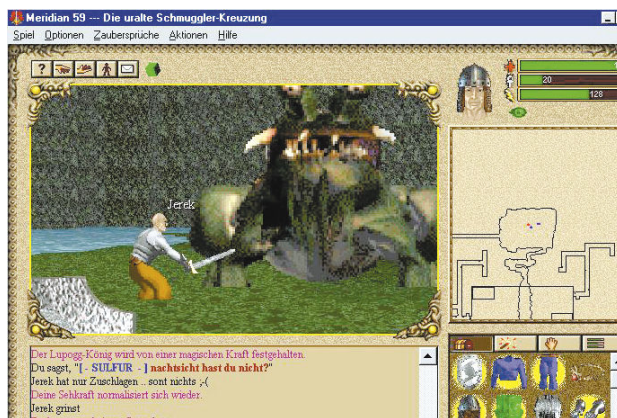 Meridian 59 --- Die uralte Schmuggler-Kreuzung
Spiel Optionen Zaubersprüche Aktionen Hilfe
?
20
128
Jerek
Der Lupogg-König wird von einer magischen Kraft festgehalten.
Du sagst, "[ - SULFUR - ] nachtsicht hast du nicht?"
Jerek hat nur Zuschlagen .. sont nichts ;-(
Deine Sehkraft normalisiert sich wieder.
Jerek grinst